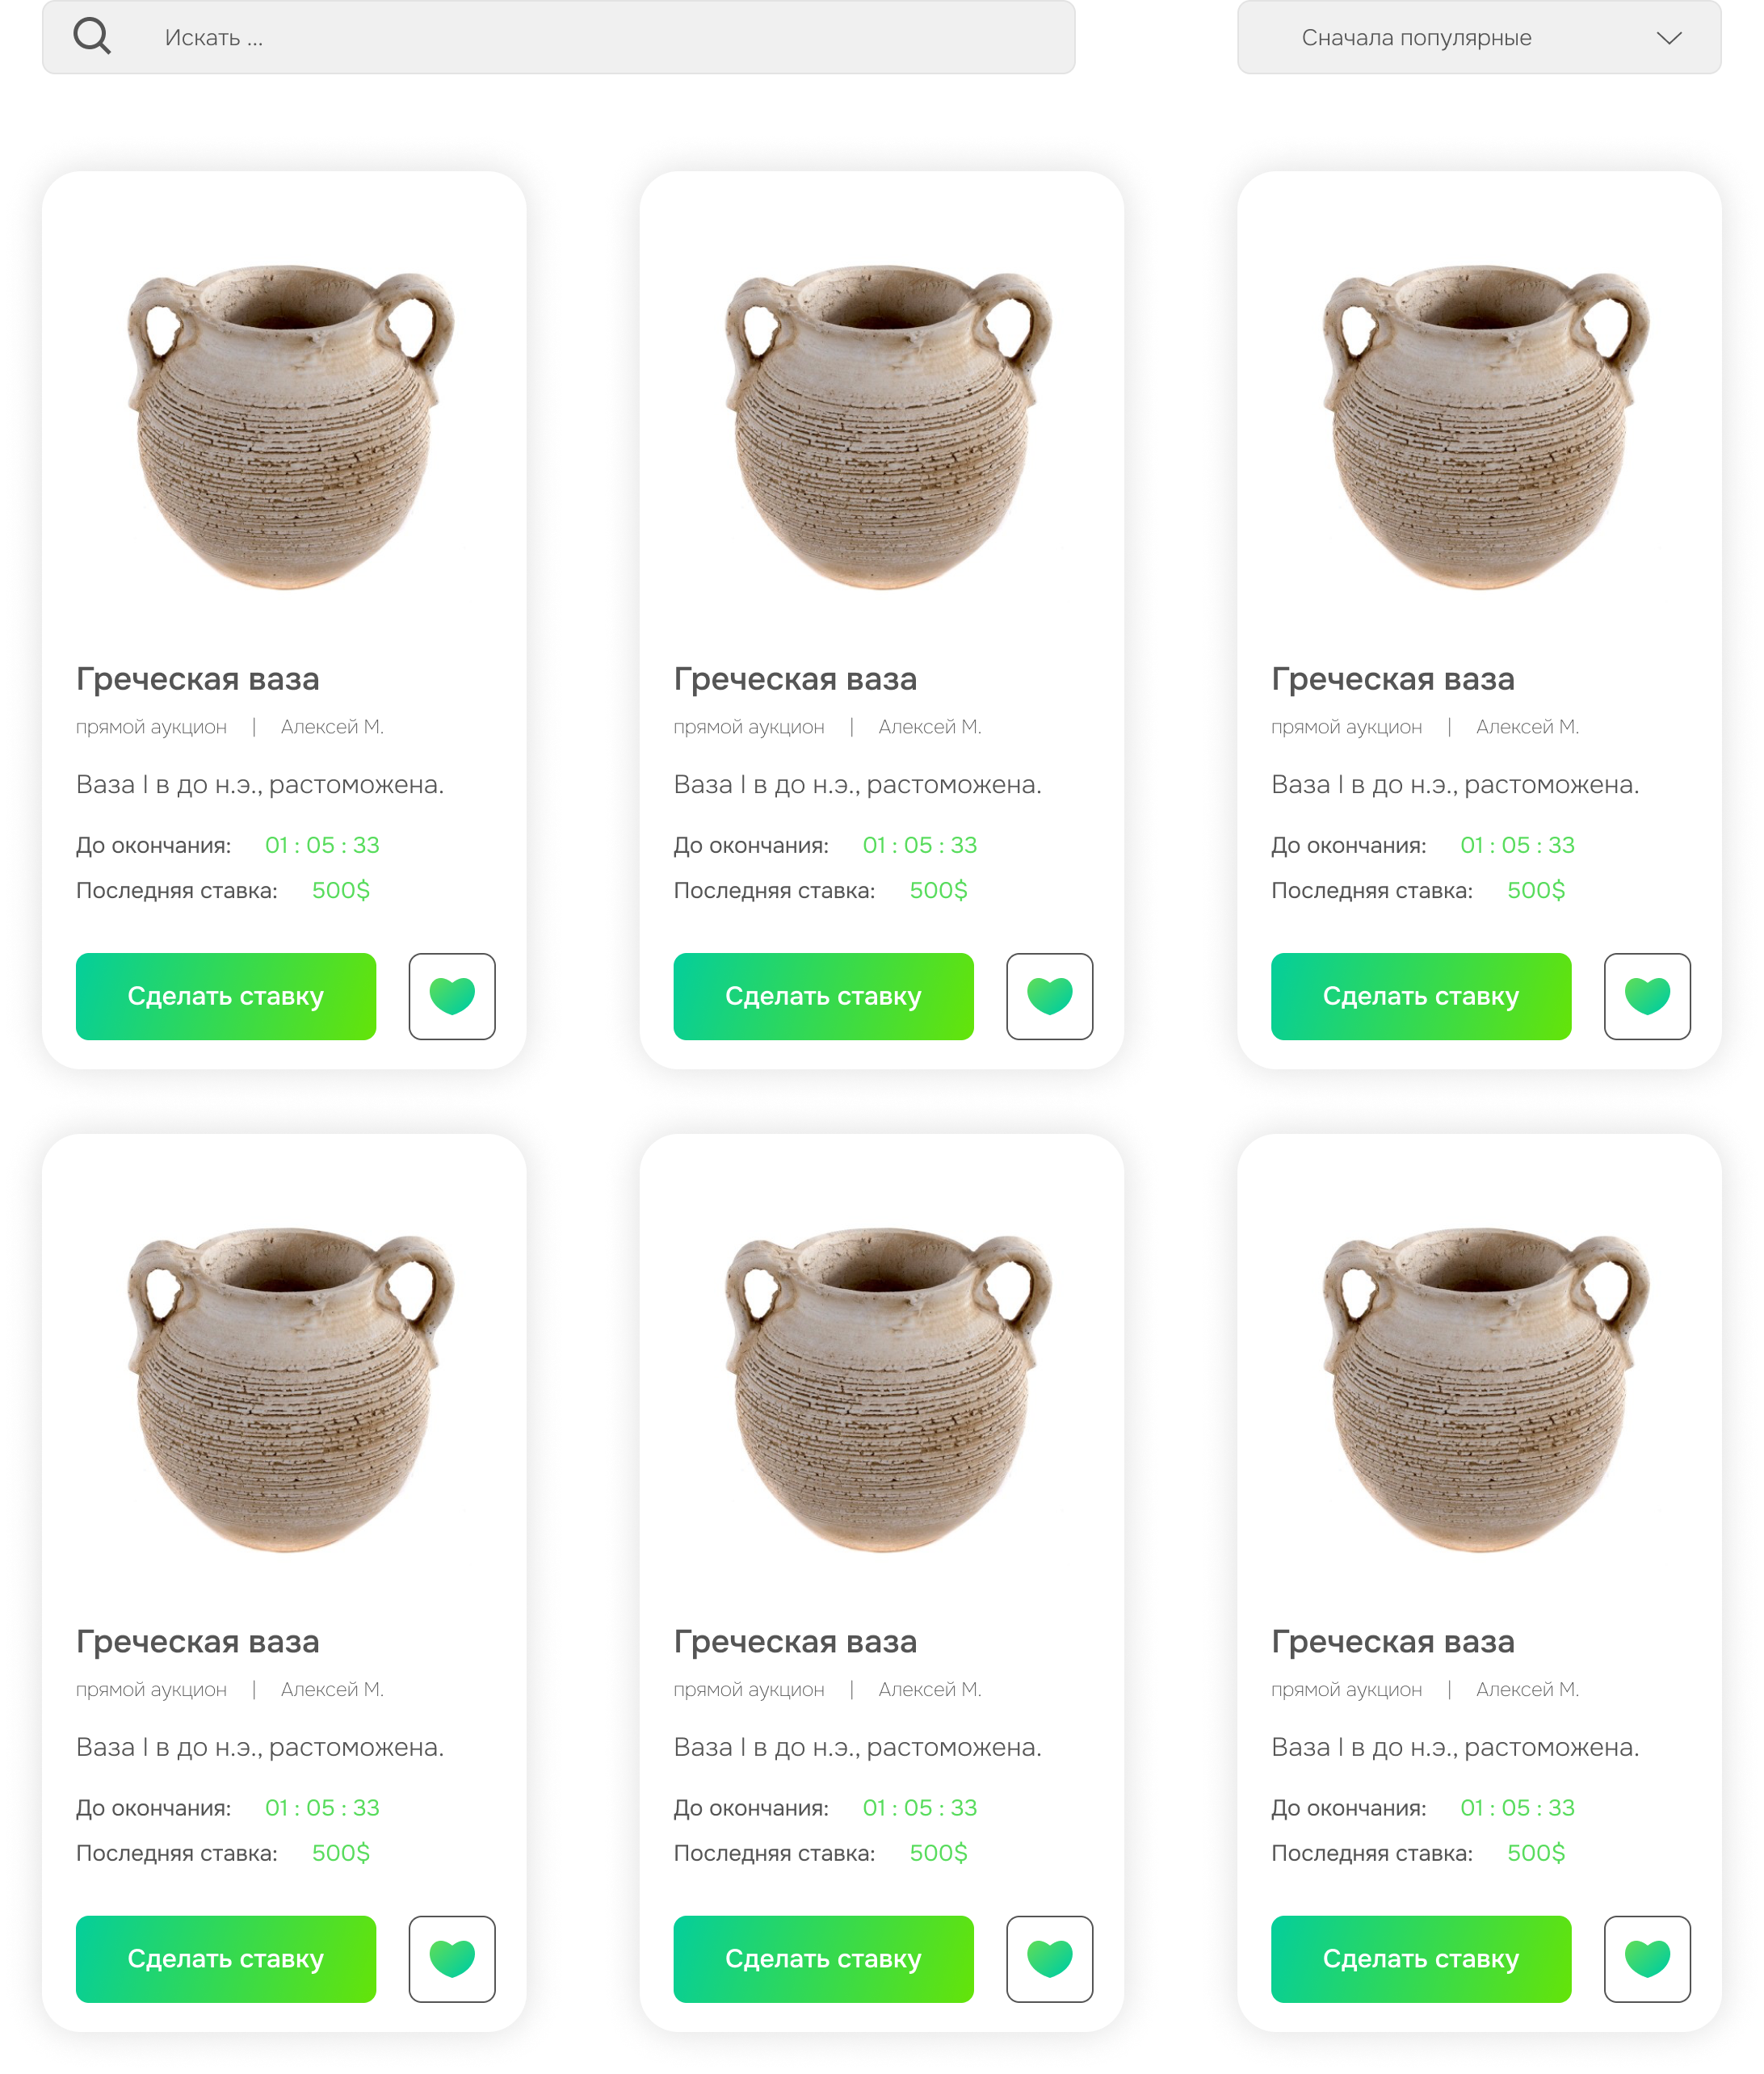 Искать ...
Сначала популярные
Греческая ваза
прямой аукцион | Алексей М.
Ваза I в до н.э., растоможена.
До окончания: 01 : 05 : 33
Последняя ставка: 500$
Сделать ставку
Греческая ваза
прямой аукцион | Алексей М.
Ваза I в до н.э., растоможена.
До окончания: 01 : 05 : 33
Последняя ставка: 500$
Сделать ставку
Греческая ваза
прямой аукцион | Алексей М.
Ваза I в до н.э., растоможена.
До окончания: 01 : 05 : 33
Последняя ставка: 500$
Сделать ставку
Греческая ваза
прямой аукцион | Алексей М.
Ваза I в до н.э., растоможена.
До окончания: 01 : 05 : 33
Последняя ставка: 500$
Сделать ставку
Греческая ваза
прямой аукцион | Алексей М.
Ваза I в до н.э., растоможена.
До окончания: 01 : 05 : 33
Последняя ставка: 500$
Сделать ставку
Греческая ваза
прямой аукцион | Алексей М.
Ваза I в до н.э., растоможена.
До окончания: 01 : 05 : 33
Последняя ставка: 500$
Сделать ставку